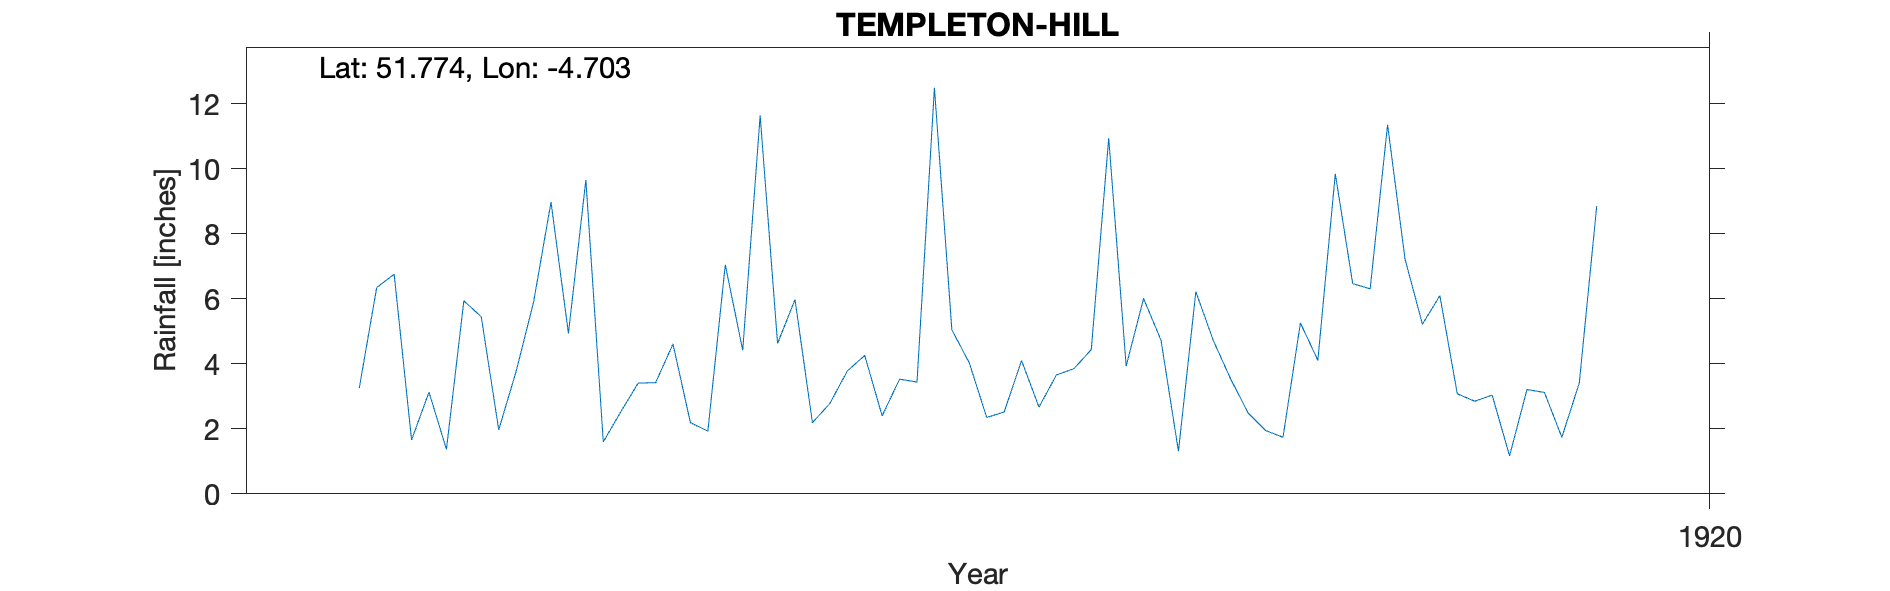 TEMPLETON-HILL
Lat: 51.774, Lon: -4.703
12
10
8
6
4
2
0
Rainfall [inches]
1920
Year